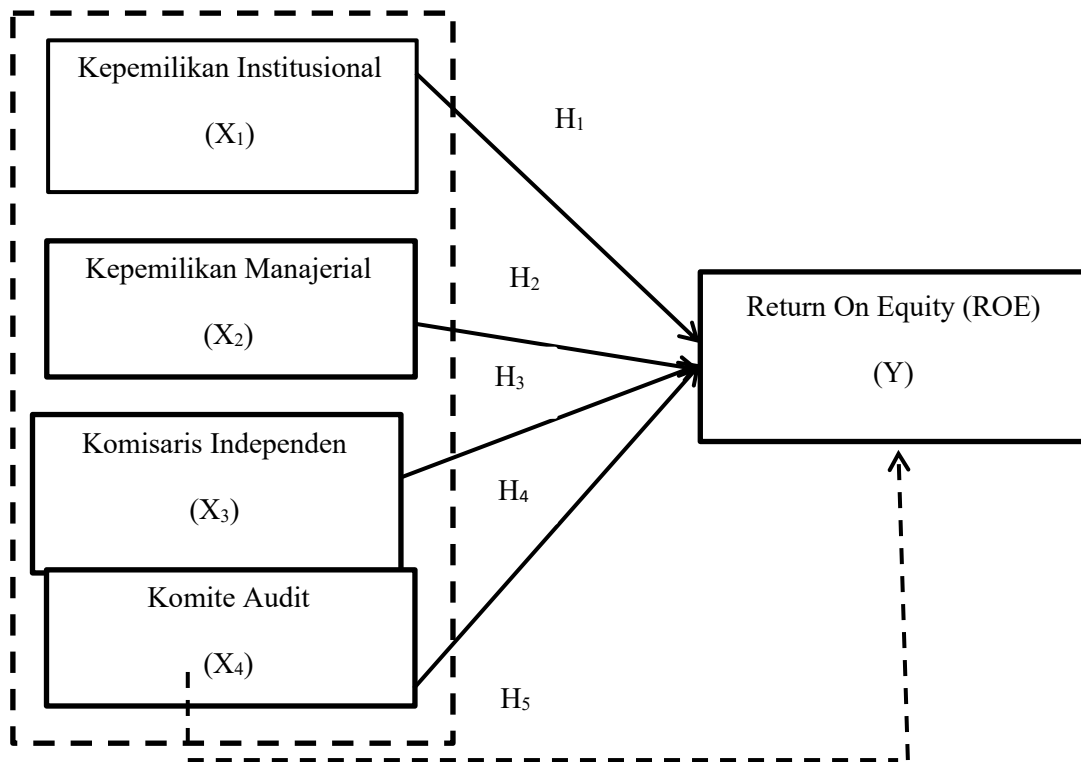 Kepemilikan Institusional
(X₁)
H₁
Kepemilikan Manajerial
(X₂)
H₂
H₃
Return On Equity (ROE)
(Y)
Komisaris Independen
(X₃)
H₄
Komite Audit
(X₄)
H₅